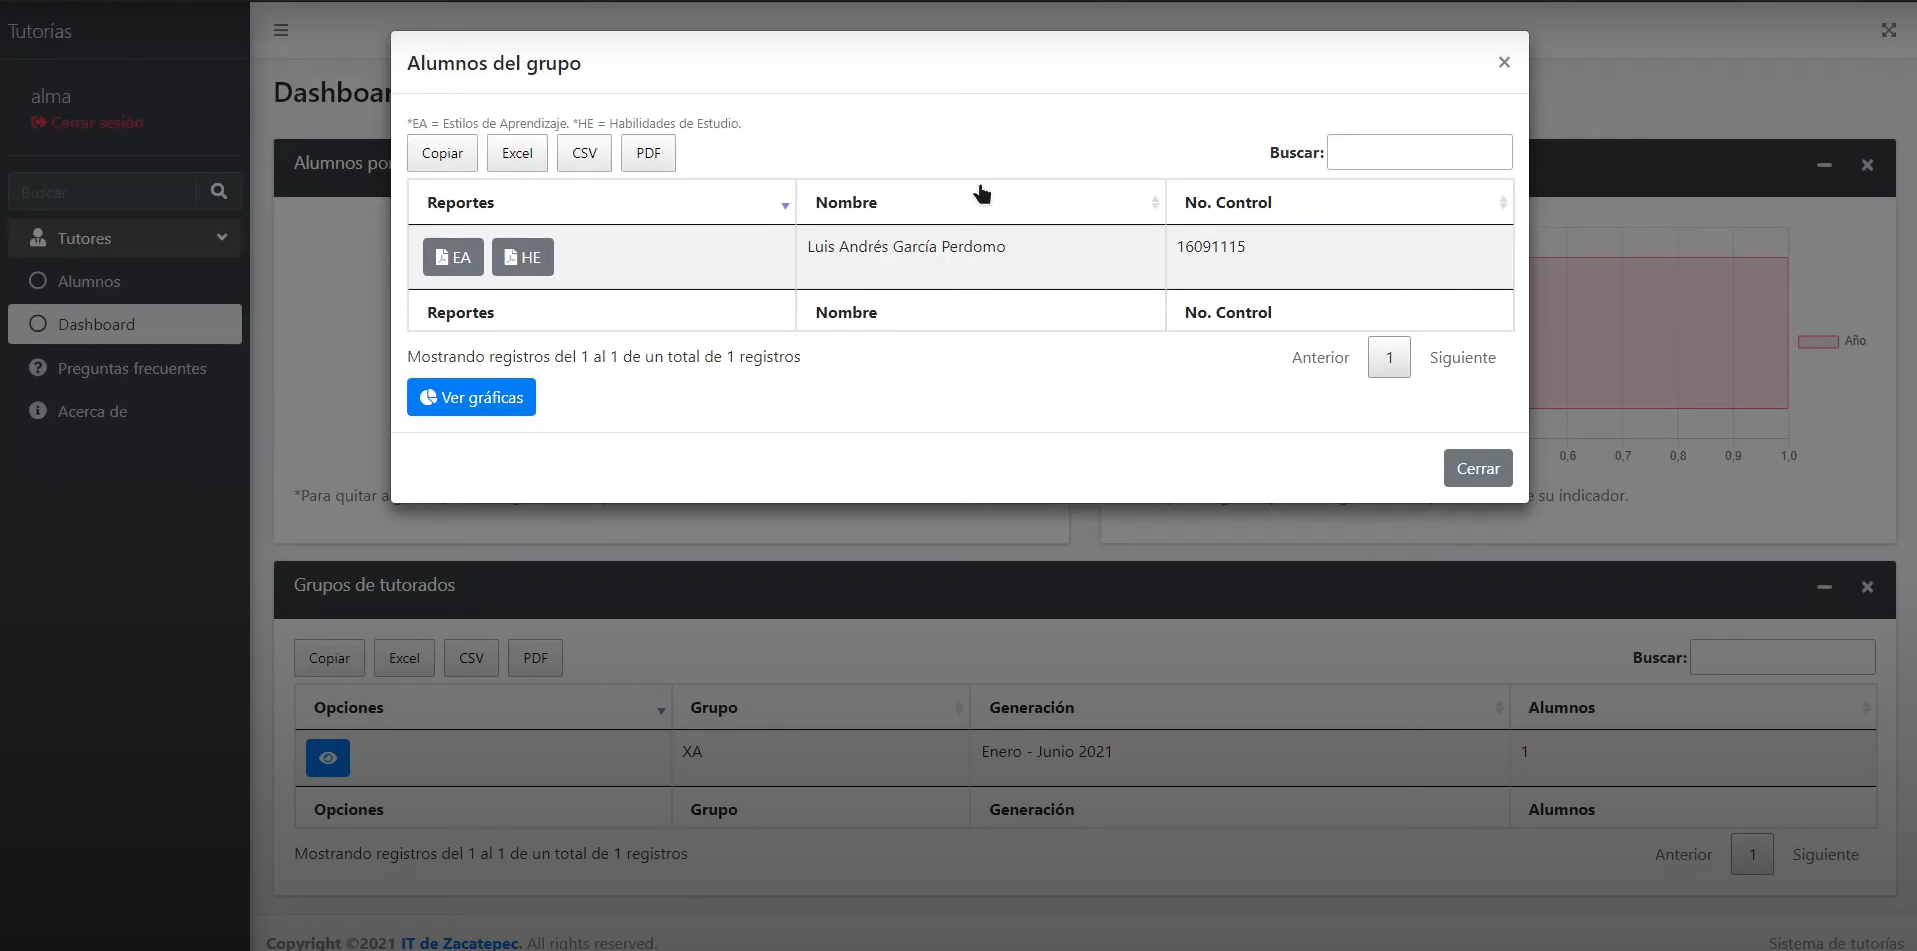 Tutorías
alma
Cerrar sesión
Buscar
Tutores
Alumnos
Dashboard
Preguntas frecuentes
Acerca de
Alumnos del grupo
×
*EA = Estilos de Aprendizaje. *HE = Habilidades de Estudio.
Copiar Excel CSV PDF Buscar:
Reportes Nombre No. Control
EA HE Luis Andrés García Perdomo 16091115
Reportes Nombre No. Control
Mostrando registros del 1 al 1 de un total de 1 registros Anterior 1 Siguiente
Ver gráficas
Cerrar
Alumnos
Año
0,6 0,7 0,8 0,9 1,0
*Para quitar
su indicador.
Grupos de tutorados
Copiar Excel CSV PDF Buscar:
Opciones Grupo Generación Alumnos
XA Enero - Junio 2021 1
Opciones Grupo Generación Alumnos
Mostrando registros del 1 al 1 de un total de 1 registros Anterior 1 Siguiente
Copyright ©2021 IT de Zacatepec. All rights reserved. Sistema de tutorías